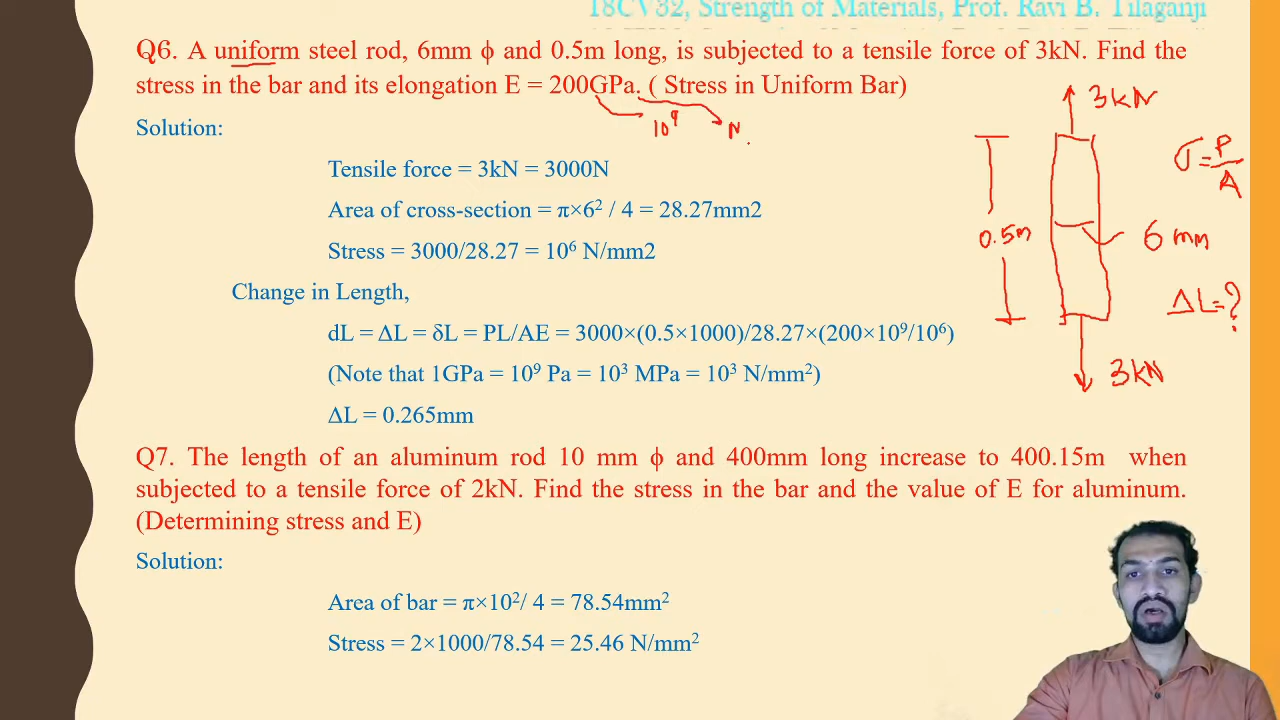 18CV32, Strength of Materials, Prof. Ravi B. Tilaganji
Q6. A uniform steel rod, 6mm ϕ and 0.5m long, is subjected to a tensile force of 3kN. Find the
stress in the bar and its elongation E = 200GPa. ( Stress in Uniform Bar)
3kN
10⁹ N
Solution:
σ = P/A
Tensile force = 3kN = 3000N
Area of cross-section = π×6² / 4 = 28.27mm2
0.5m
6 mm
Stress = 3000/28.27 = 10⁶ N/mm2
Change in Length,
ΔL=?
dL = ΔL = δL = PL/AE = 3000×(0.5×1000)/28.27×(200×10⁹/10⁶)
(Note that 1GPa = 10⁹ Pa = 10³ MPa = 10³ N/mm²)
3kN
ΔL = 0.265mm
Q7. The length of an aluminum rod 10 mm ϕ and 400mm long increase to 400.15m when
subjected to a tensile force of 2kN. Find the stress in the bar and the value of E for aluminum.
(Determining stress and E)
Solution:
Area of bar = π×10²/ 4 = 78.54mm²
Stress = 2×1000/78.54 = 25.46 N/mm²